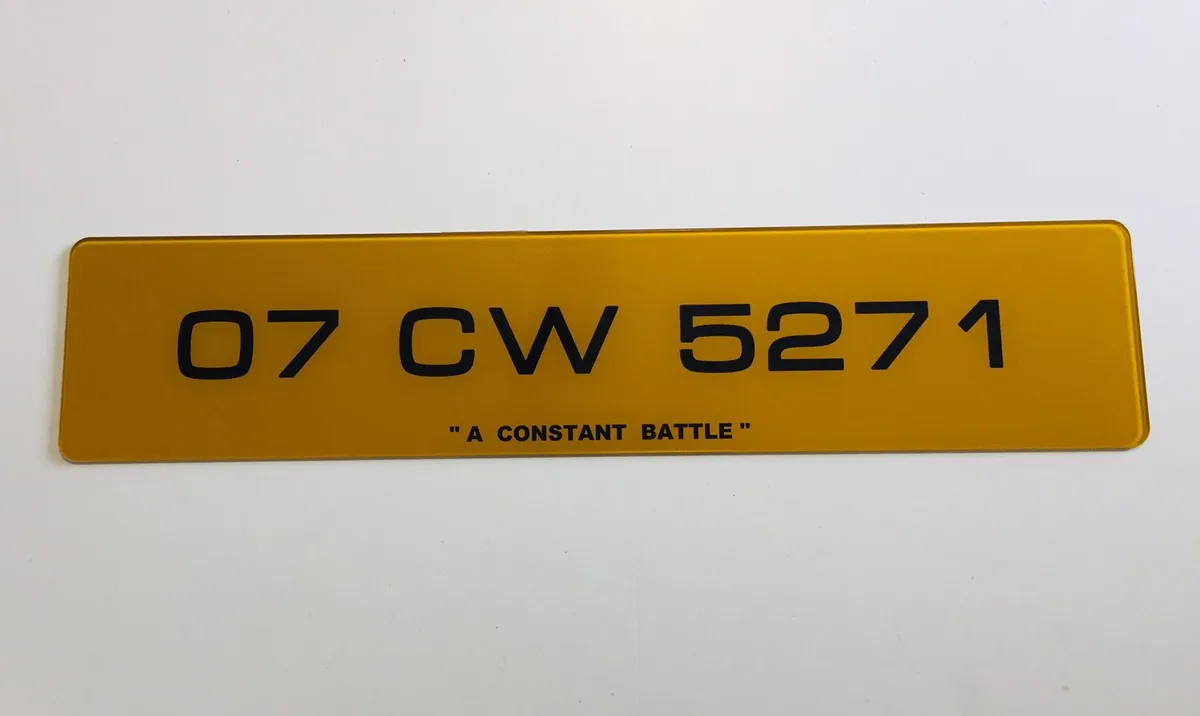 07 CW 5271
"A CONSTANT BATTLE"